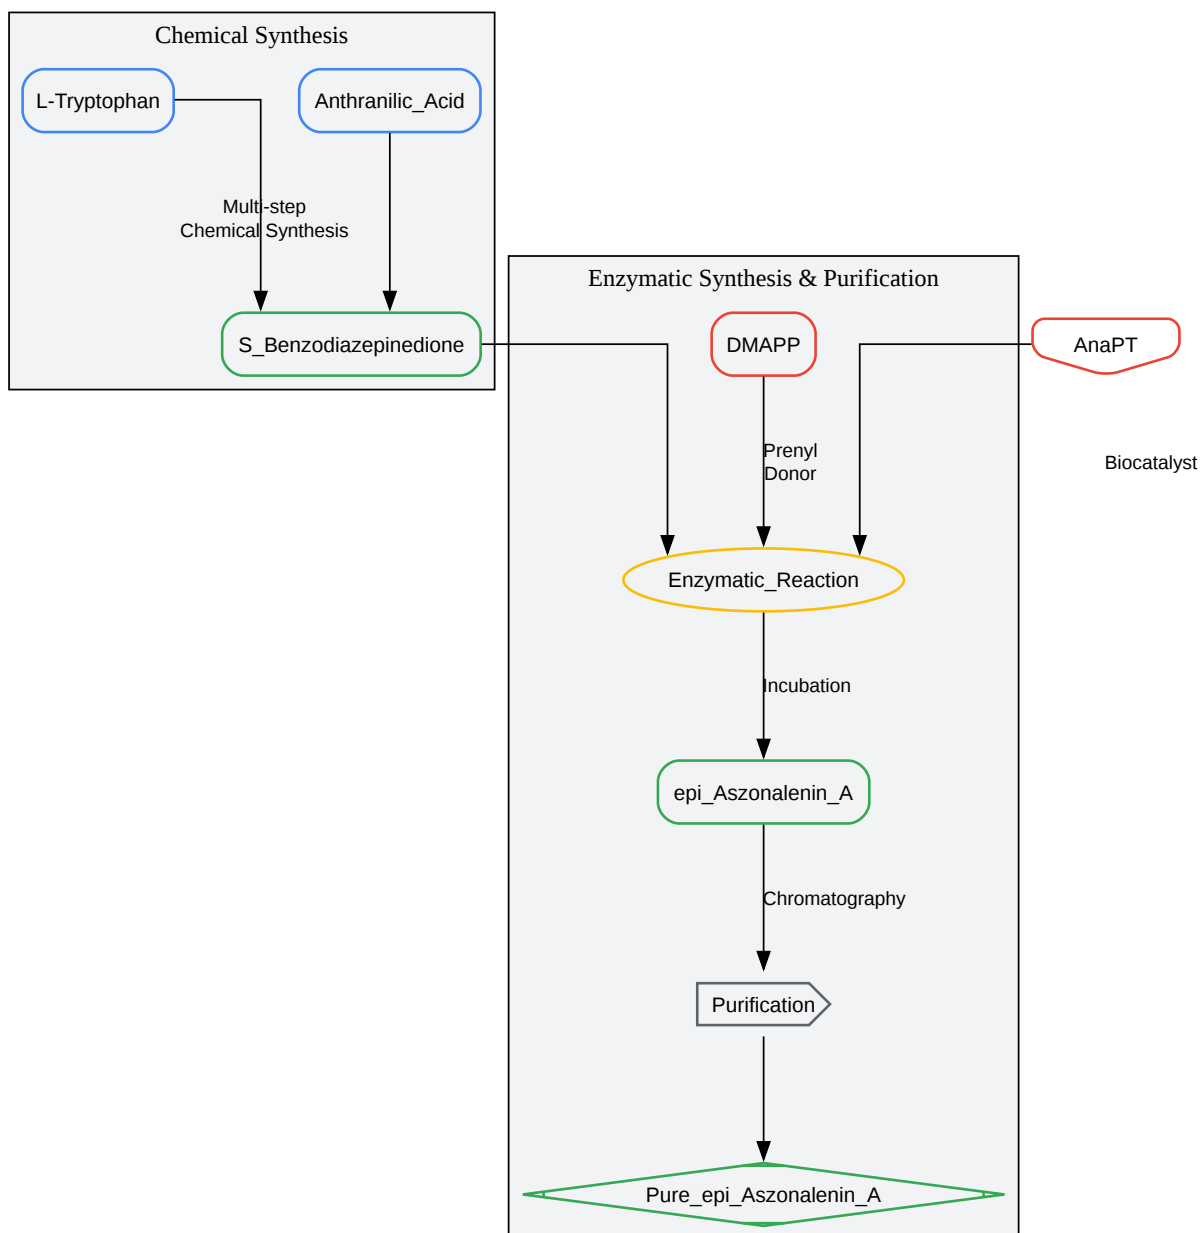 Chemical Synthesis
L-Tryptophan
Anthranilic_Acid
Multi-step
Chemical Synthesis
S_Benzodiazepinedione
Enzymatic Synthesis & Purification
DMAPP
AnaPT
Prenyl
Donor
Biocatalyst
Enzymatic_Reaction
Incubation
epi_Aszonalenin_A
Chromatography
Purification
Pure_epi_Aszonalenin_A